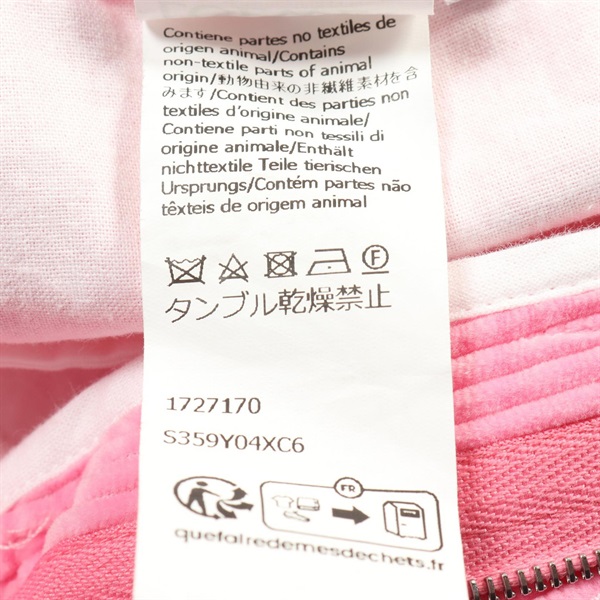 Contiene partes no textiles de
origen animal/Contains
non-textile parts of animal
origin/動物由来の非繊維素材を含
みます/Contient des parties non
textiles d'origine animale/
Contiene parti non tessili di
origine animale/Enthält
nichttextile Teile tierischen
Ursprungs/Contém partes não
têxteis de origem animal
F
タンブル乾燥禁止
1727170
S359Y04XC6
FR
quefairedemesdechets.fr